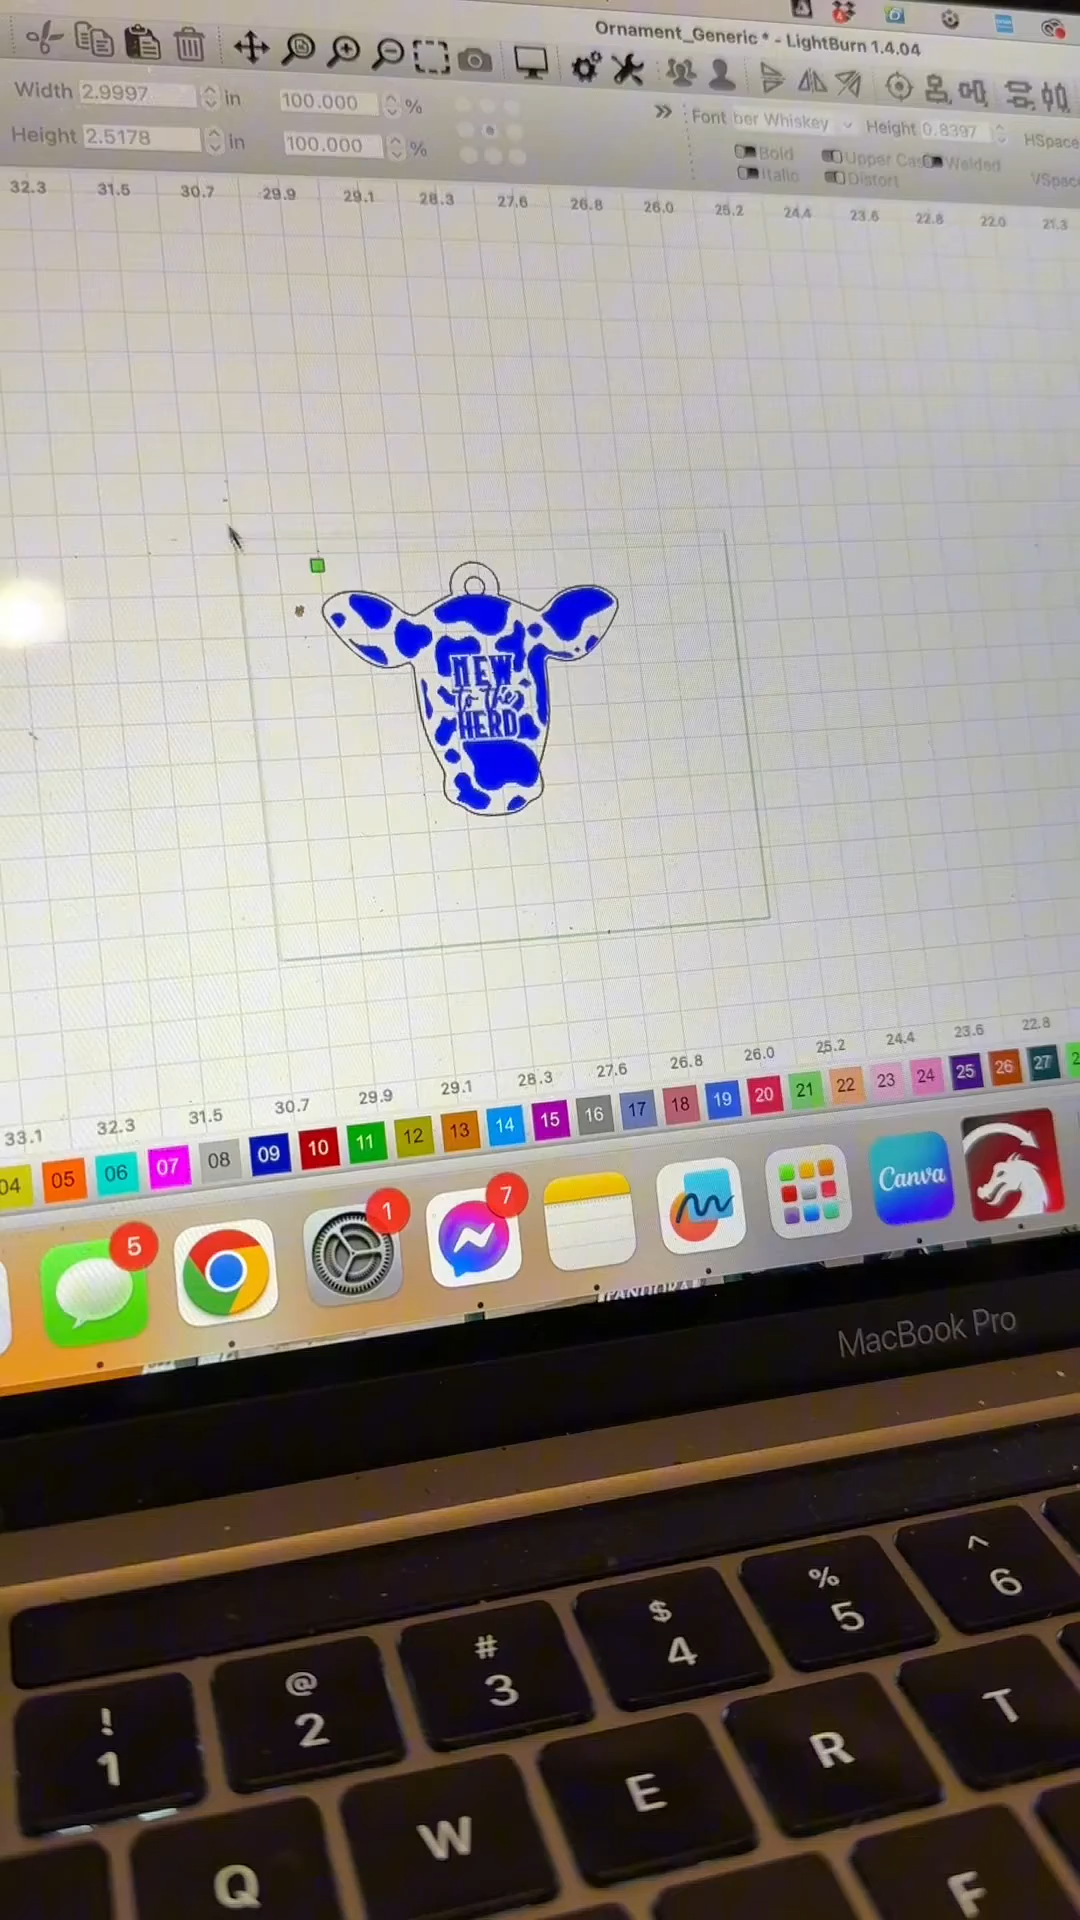 Ornament_Generic * - LightBurn 1.4.04
Width 2.9997 in 100.000 %
Height 2.5178 in 100.000 %
Font ber Whiskey Height 0.8397 HSpace
Bold Upper Cas Welded
Italic Distort VSpac
32.3 31.5 30.7 29.9 29.1 28.3 27.6 26.8 26.0 25.2 24.4 23.6 22.8 22.0 21.3
NEW
to the
HERD
33.1 32.3 31.5 30.7 29.9 29.1 28.3 27.6 26.8 26.0 25.2 24.4 23.6 22.8
04 05 06 07 08 09 10 11 12 13 14 15 16 17 18 19 20 21 22 23 24 25 26 27
5 1 7 Canva
MacBook Pro
! @ # $ % ^
1 2 3 4 5 6
Q W E R T
F